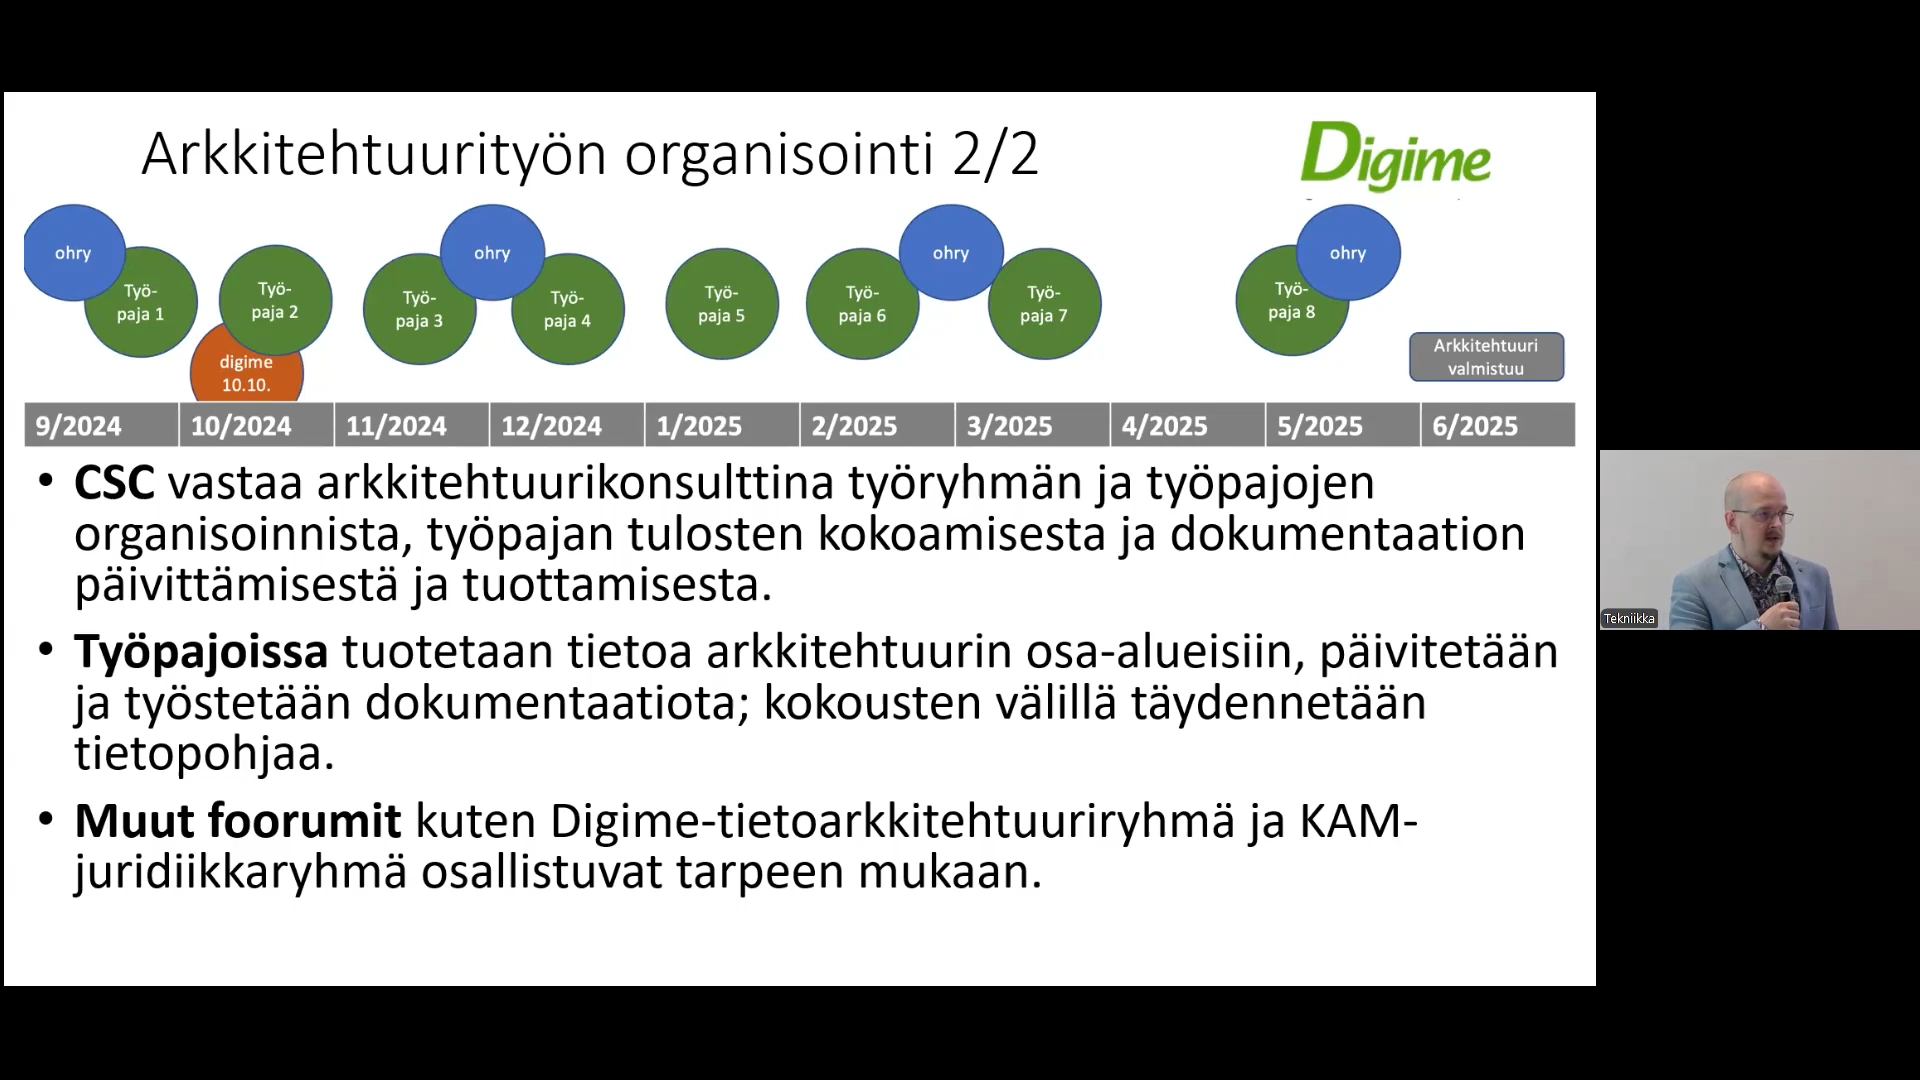 Arkkitehtuurityön organisointi 2/2
Digime
ohry
Työ-
paja 1
Työ-
paja 2
digime
10.10.
Työ-
paja 3
ohry
Työ-
paja 4
Työ-
paja 5
Työ-
paja 6
ohry
Työ-
paja 7
Työ-
paja 8
ohry
Arkkitehtuuri
valmistuu
9/2024 10/2024 11/2024 12/2024 1/2025 2/2025 3/2025 4/2025 5/2025 6/2025
• CSC vastaa arkkitehtuurikonsulttina työryhmän ja työpajojen
organisoinnista, työpajan tulosten kokoamisesta ja dokumentaation
päivittämisestä ja tuottamisesta.
• Työpajoissa tuotetaan tietoa arkkitehtuurin osa-alueisiin, päivitetään
ja työstetään dokumentaatiota; kokousten välillä täydennetään
tietopohjaa.
• Muut foorumit kuten Digime-tietoarkkitehtuuriryhmä ja KAM-
juridiikkaryhmä osallistuvat tarpeen mukaan.
Tekniikka